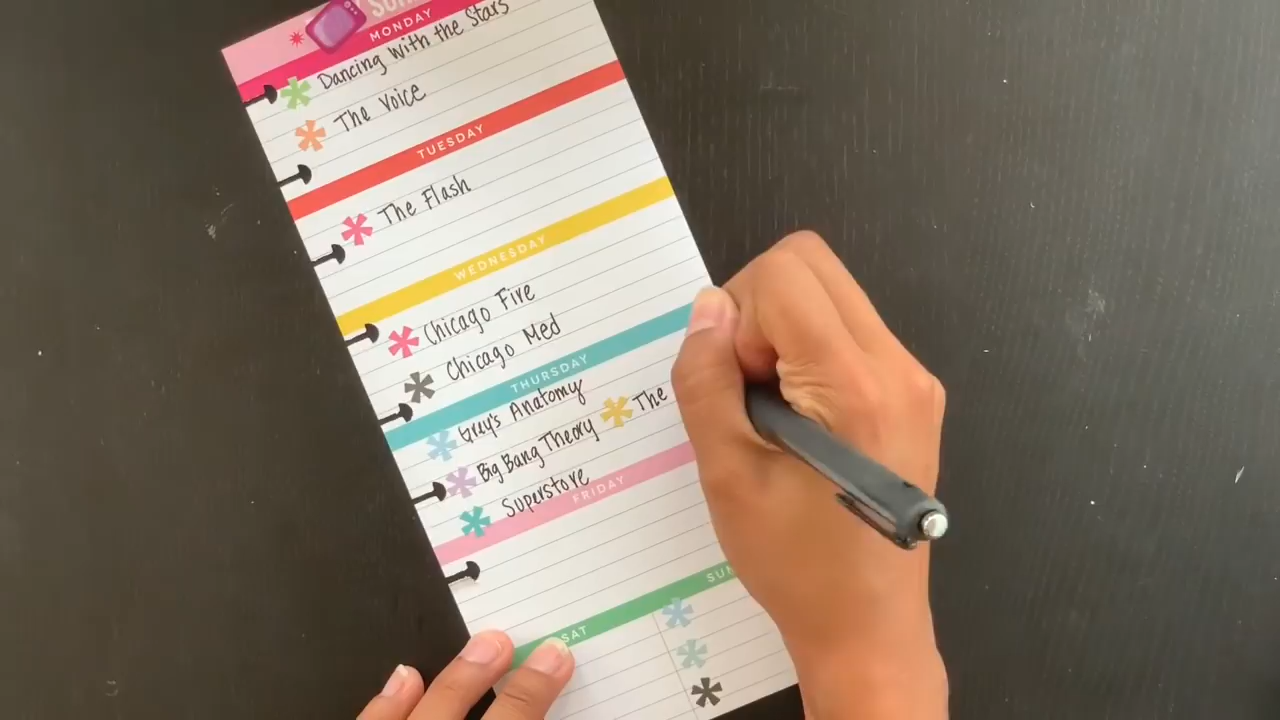 MONDAY
Dancing With the Stars
The Voice
TUESDAY
The Flash
WEDNESDAY
Chicago Fire
Chicago Med
THURSDAY
Grey's Anatomy
Big Bang Theory The
Superstore
FRIDAY
SAT